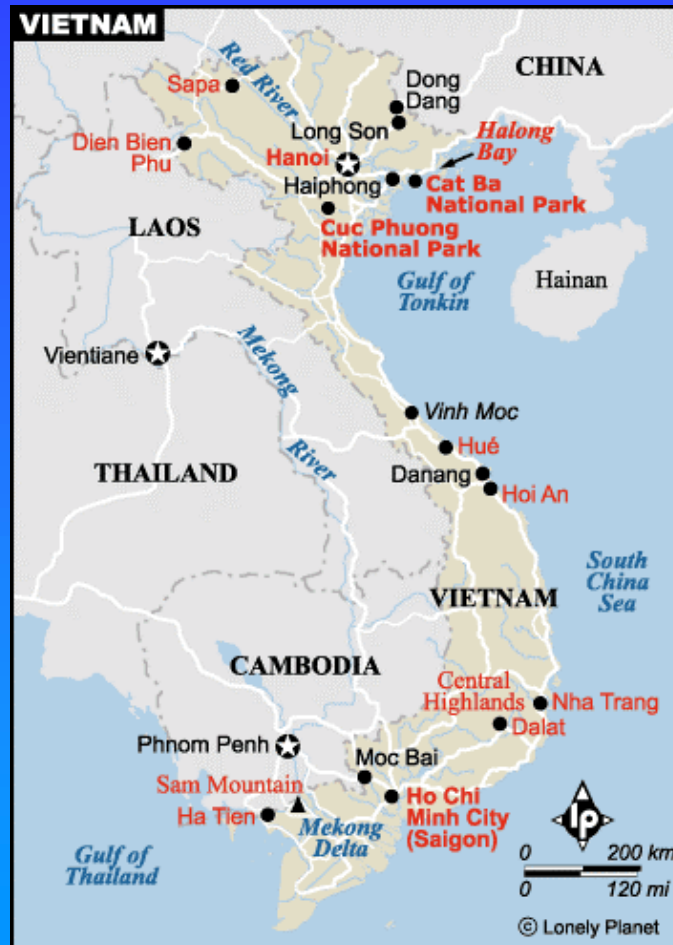 VIETNAM
CHINA
Red River
Sapa
Dong
Dang
Long Son
Halong
Bay
Dien Bien
Phu
Hanoi
Haiphong
Cat Ba
National Park
LAOS
Cuc Phuong
National Park
Gulf of
Tonkin
Hainan
Vientiane
Mekong
River
Vinh Moc
Hué
THAILAND
Danang
Hoi An
South
China
Sea
VIETNAM
CAMBODIA
Central
Highlands
Nha Trang
Dalat
Phnom Penh
Moc Bai
Sam Mountain
Ha Tien
Ho Chi
Minh City
(Saigon)
Mekong
Delta
Gulf of
Thailand
lp
0 200 km
0 120 mi
© Lonely Planet